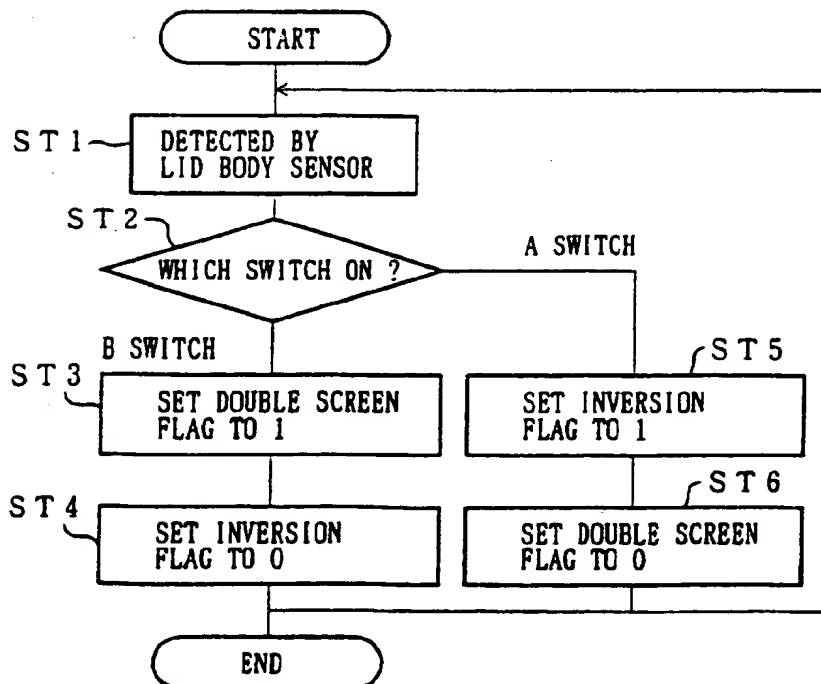 START
ST1
DETECTED BY
LID BODY SENSOR
ST2
WHICH SWITCH ON ?
A SWITCH
B SWITCH
ST3
SET DOUBLE SCREEN
FLAG TO 1
ST4
SET INVERSION
FLAG TO 0
ST5
SET INVERSION
FLAG TO 1
ST6
SET DOUBLE SCREEN
FLAG TO 0
END